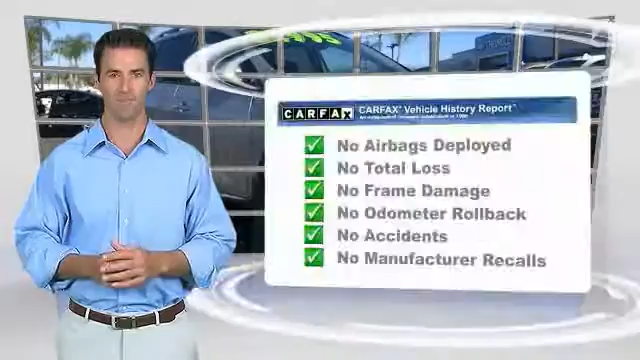 CARFAX CARFAX Vehicle History Report™
No Airbags Deployed
No Total Loss
No Frame Damage
No Odometer Rollback
No Accidents
No Manufacturer Recalls